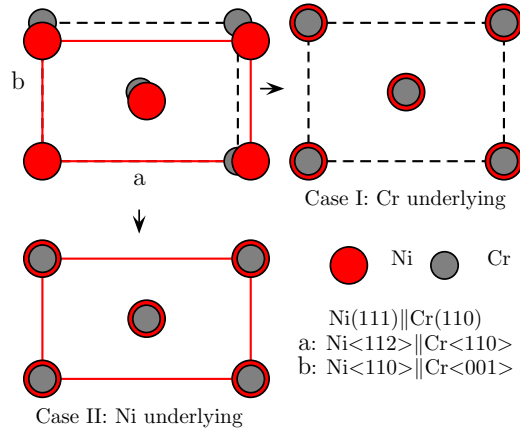 b
a
Case I: Cr underlying
Ni Cr
Ni(111)||Cr(110)
a: Ni<112>||Cr<110>
b: Ni<110>||Cr<001>
Case II: Ni underlying